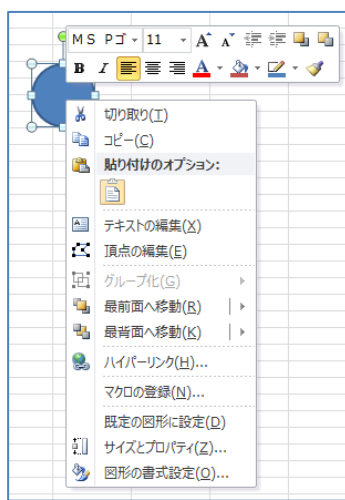 ＭＳ Ｐゴ 11 A A
B I A
切り取り(T)
コピー(C)
貼り付けのオプション:
テキストの編集(X)
頂点の編集(E)
グループ化(G)
最前面へ移動(R)
最背面へ移動(K)
ハイパーリンク(H)...
マクロの登録(N)...
既定の図形に設定(D)
サイズとプロパティ(Z)...
図形の書式設定(O)...